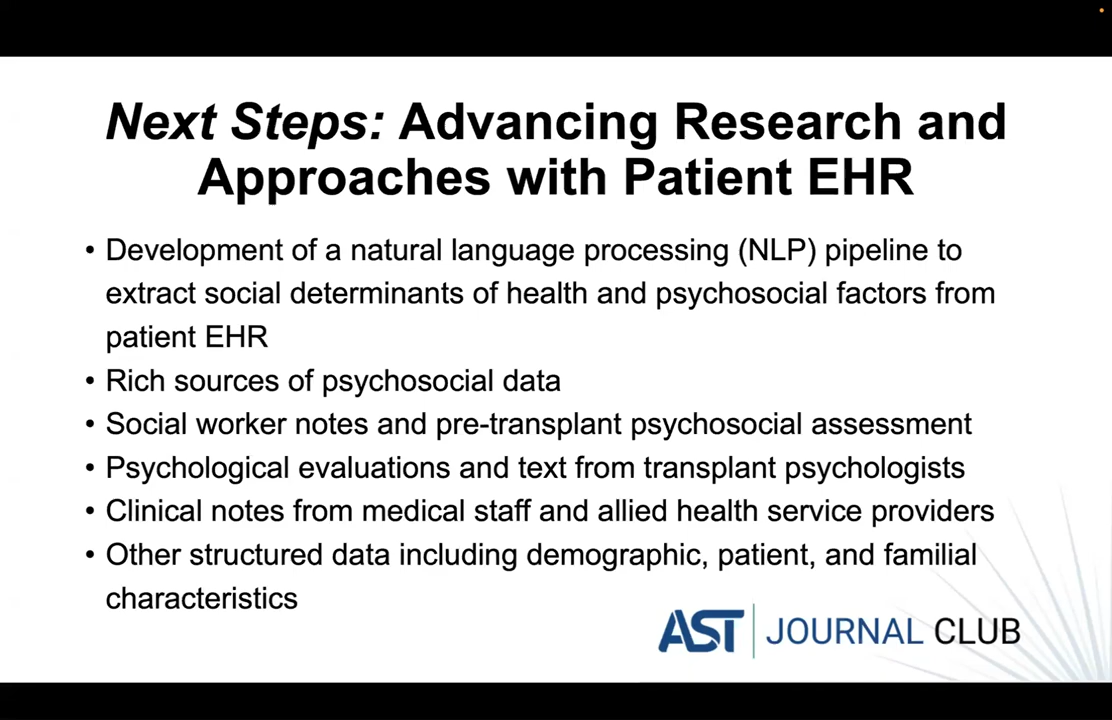 Next Steps: Advancing Research and
Approaches with Patient EHR
• Development of a natural language processing (NLP) pipeline to
extract social determinants of health and psychosocial factors from
patient EHR
• Rich sources of psychosocial data
• Social worker notes and pre-transplant psychosocial assessment
• Psychological evaluations and text from transplant psychologists
• Clinical notes from medical staff and allied health service providers
• Other structured data including demographic, patient, and familial
characteristics
AST JOURNAL CLUB